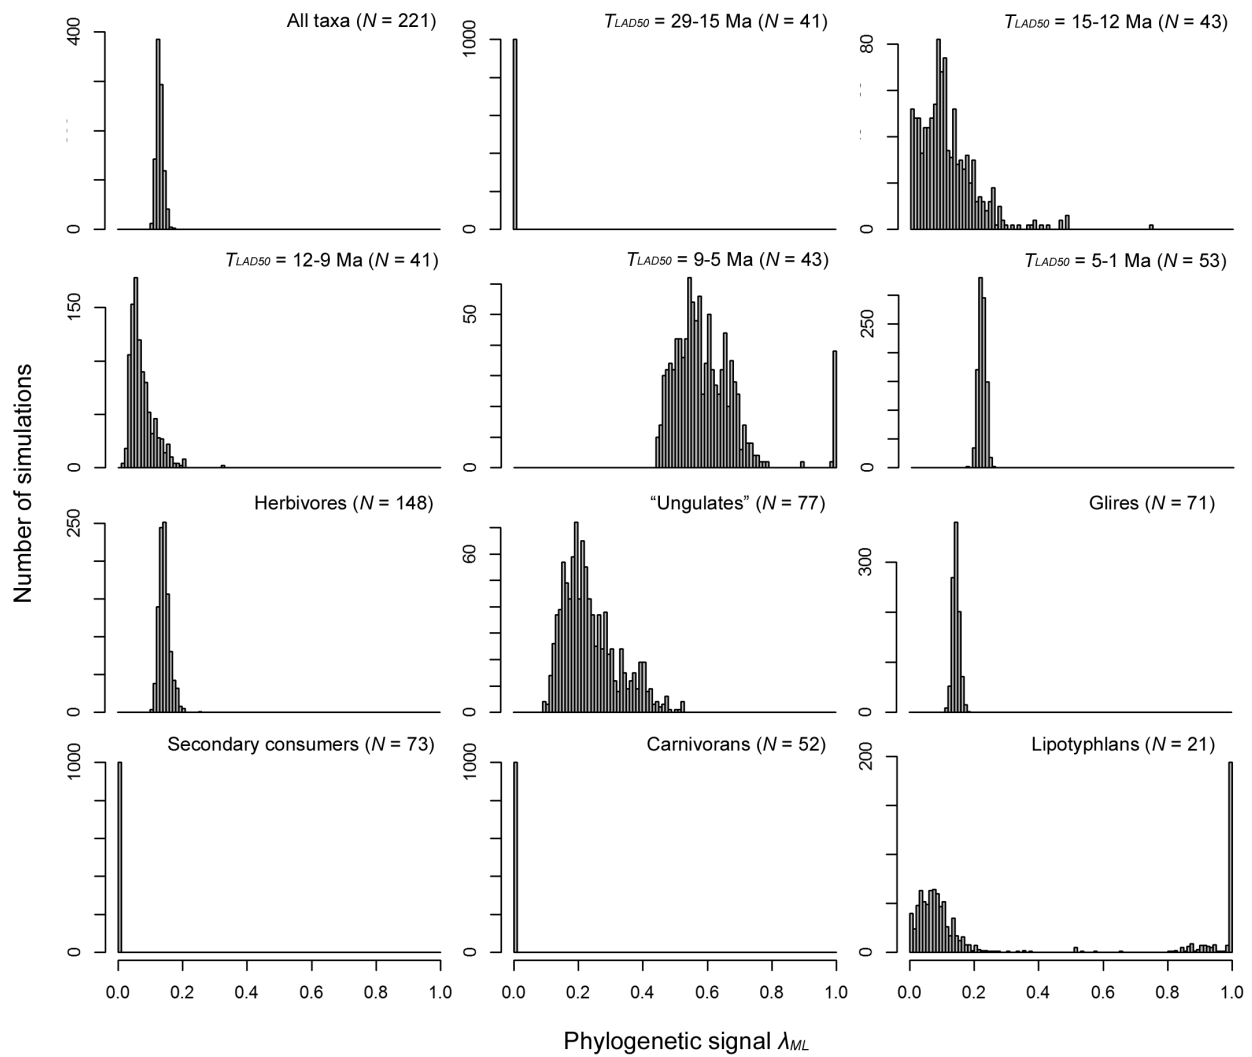 All taxa (N = 221)
TLAD50 = 29-15 Ma (N = 41)
TLAD50 = 15-12 Ma (N = 43)
400
0
1000
0
80
0
TLAD50 = 12-9 Ma (N = 41)
TLAD50 = 9-5 Ma (N = 43)
TLAD50 = 5-1 Ma (N = 53)
150
0
50
0
250
0
Number of simulations
Herbivores (N = 148)
“Ungulates” (N = 77)
Glires (N = 71)
250
0
60
0
300
0
Secondary consumers (N = 73)
Carnivorans (N = 52)
Lipotyphlans (N = 21)
1000
0
1000
0
200
0
0.0 0.2 0.4 0.6 0.8 1.0
0.0 0.2 0.4 0.6 0.8 1.0
0.0 0.2 0.4 0.6 0.8 1.0
Phylogenetic signal λML